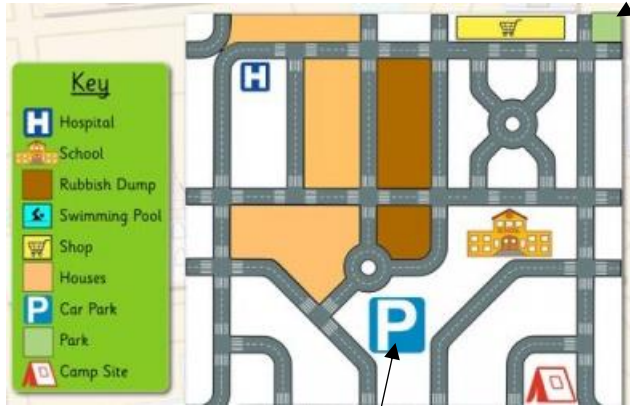 Key
H Hospital
School
Rubbish Dump
Swimming Pool
Shop
Houses
P Car Park
Park
Camp Site
H
P